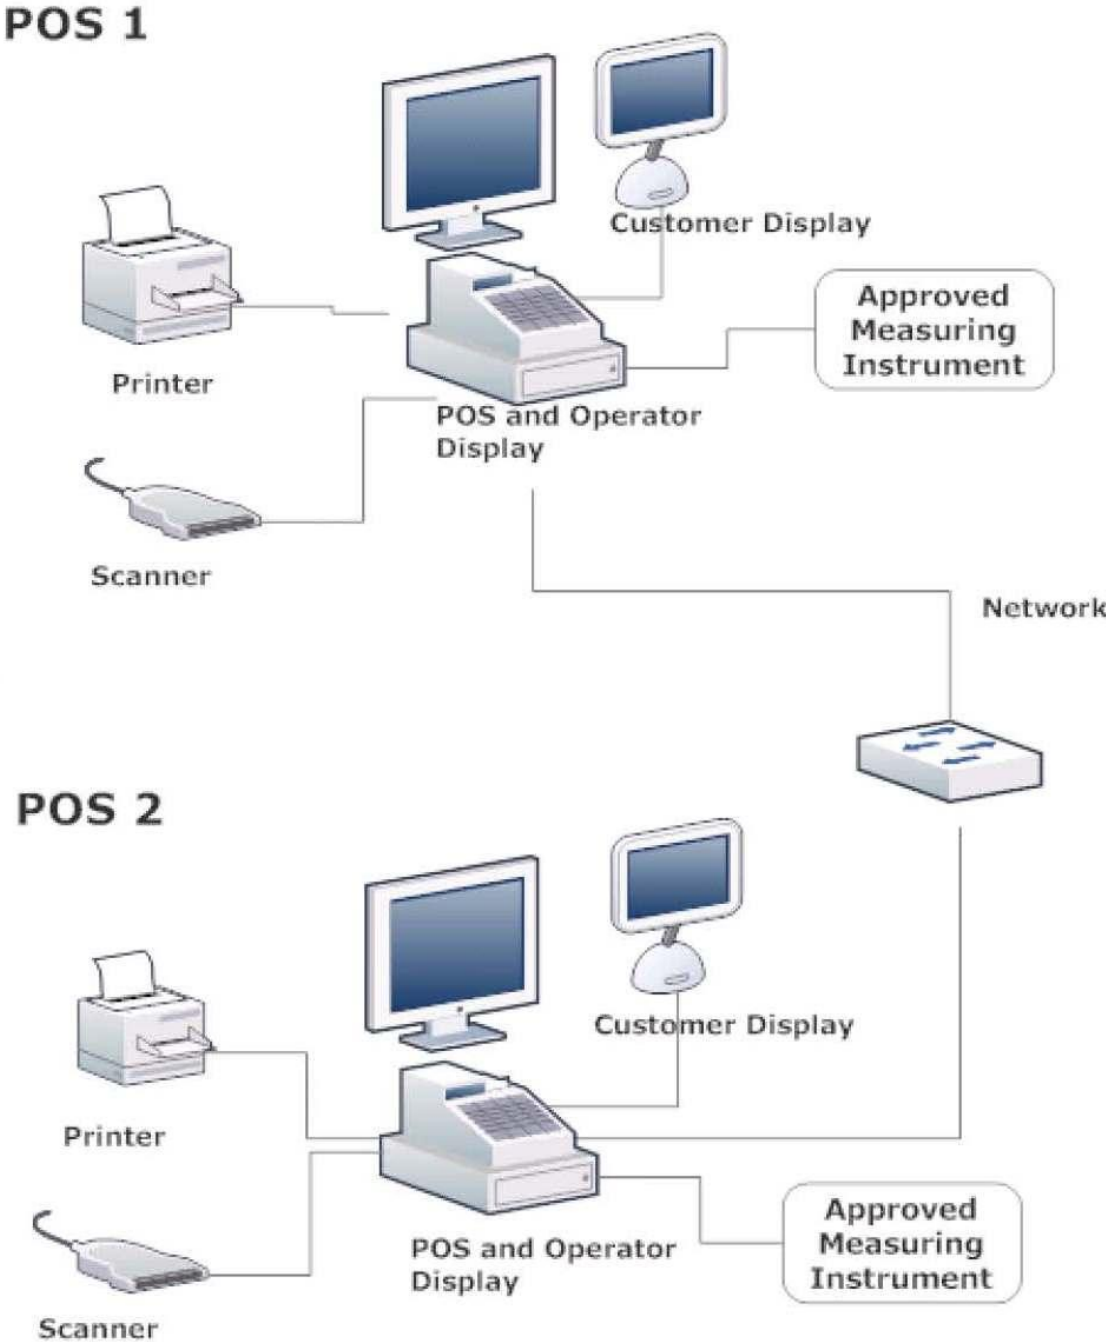 POS 1
Customer Display
Approved
Measuring
Instrument
Printer
POS and Operator
Display
Scanner
Network
POS 2
Customer Display
Printer
POS and Operator
Display
Approved
Measuring
Instrument
Scanner